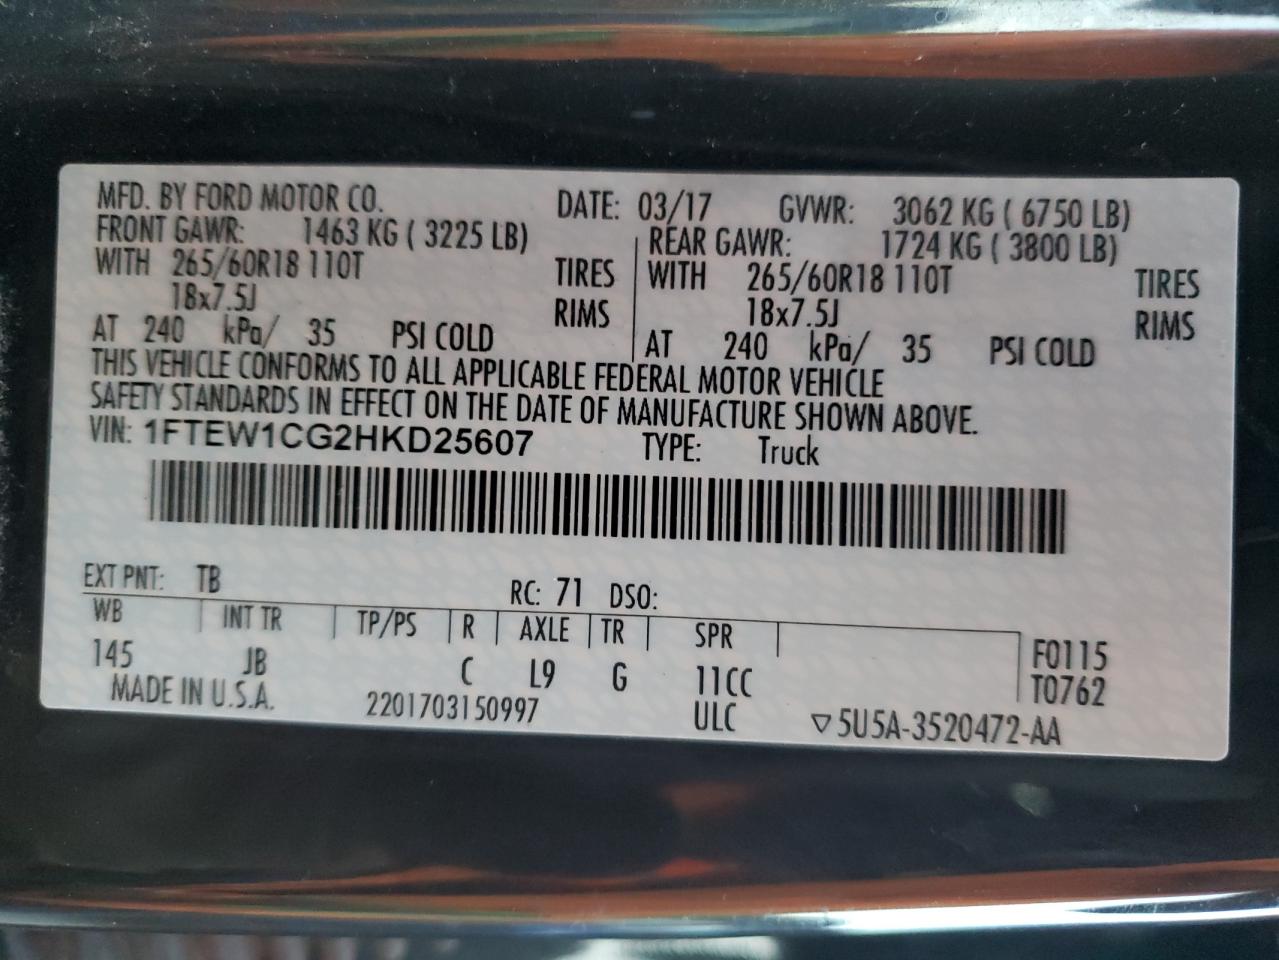 MFD. BY FORD MOTOR CO. DATE: 03/17 GVWR: 3062 KG ( 6750 LB)
FRONT GAWR: 1463 KG ( 3225 LB) REAR GAWR: 1724 KG ( 3800 LB)
WITH 265/60R18 110T TIRES WITH 265/60R18 110T TIRES
18x7.5J RIMS 18x7.5J RIMS
AT 240 kPa/ 35 PSI COLD AT 240 kPa/ 35 PSI COLD
THIS VEHICLE CONFORMS TO ALL APPLICABLE FEDERAL MOTOR VEHICLE
SAFETY STANDARDS IN EFFECT ON THE DATE OF MANUFACTURE SHOWN ABOVE.
VIN: 1FTEW1CG2HKD25607 TYPE: Truck
EXT PNT: TB RC: 71 DSO:
WB INT TR TP/PS R AXLE TR SPR
145 JB C L9 G 11CC F0115
MADE IN U.S.A. 2201703150997 ULC T0762
▽5U5A-3520472-AA